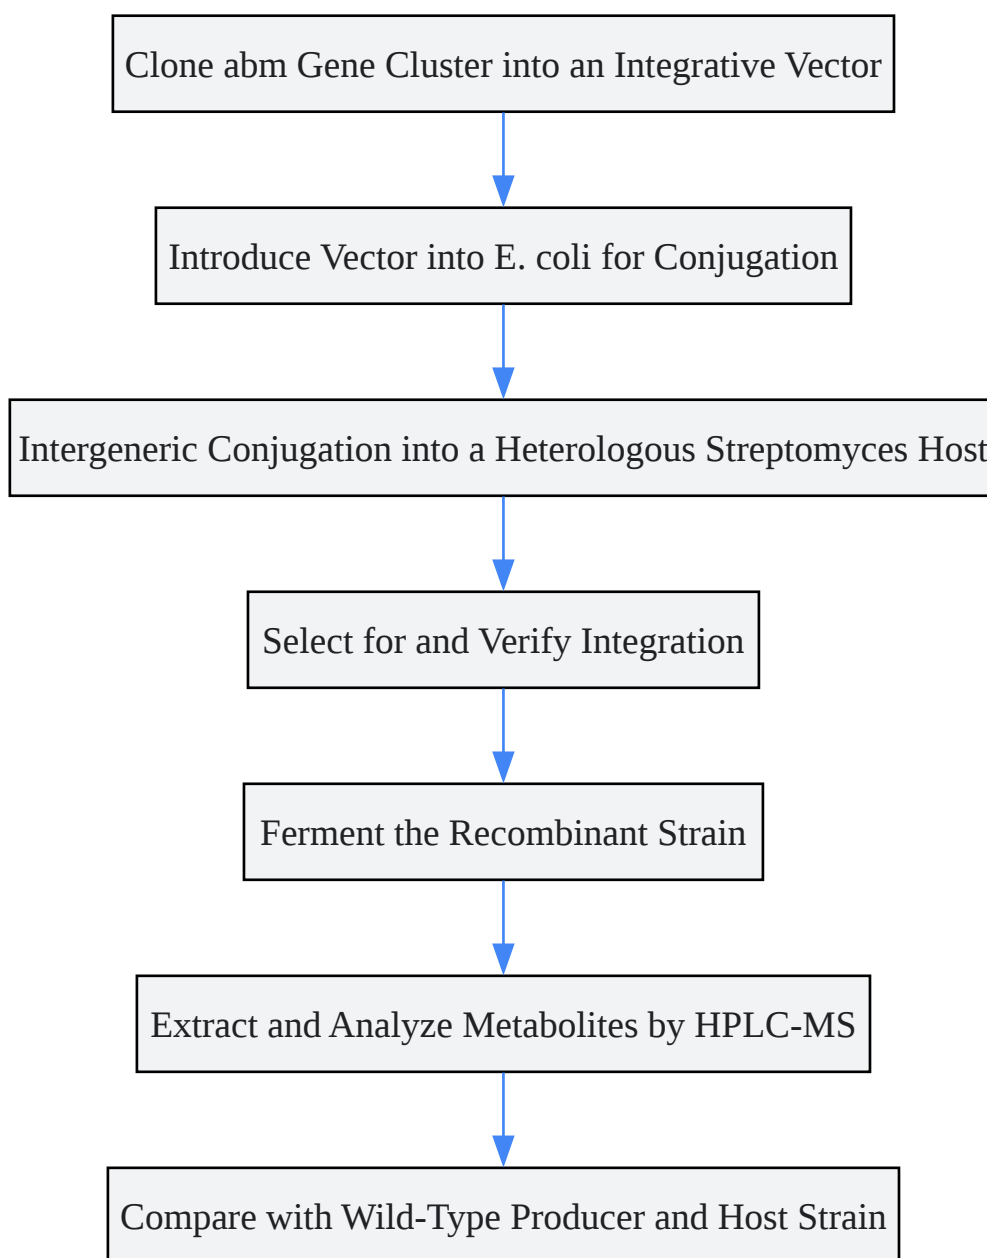 Clone abm Gene Cluster into an Integrative Vector
Introduce Vector into E. coli for Conjugation
Intergeneric Conjugation into a Heterologous Streptomyces Host
Select for and Verify Integration
Ferment the Recombinant Strain
Extract and Analyze Metabolites by HPLC-MS
Compare with Wild-Type Producer and Host Strain